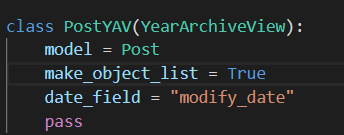 class PostYAV(YearArchiveView):
    model = Post
    make_object_list = True
    date_field = "modify_date"
    pass